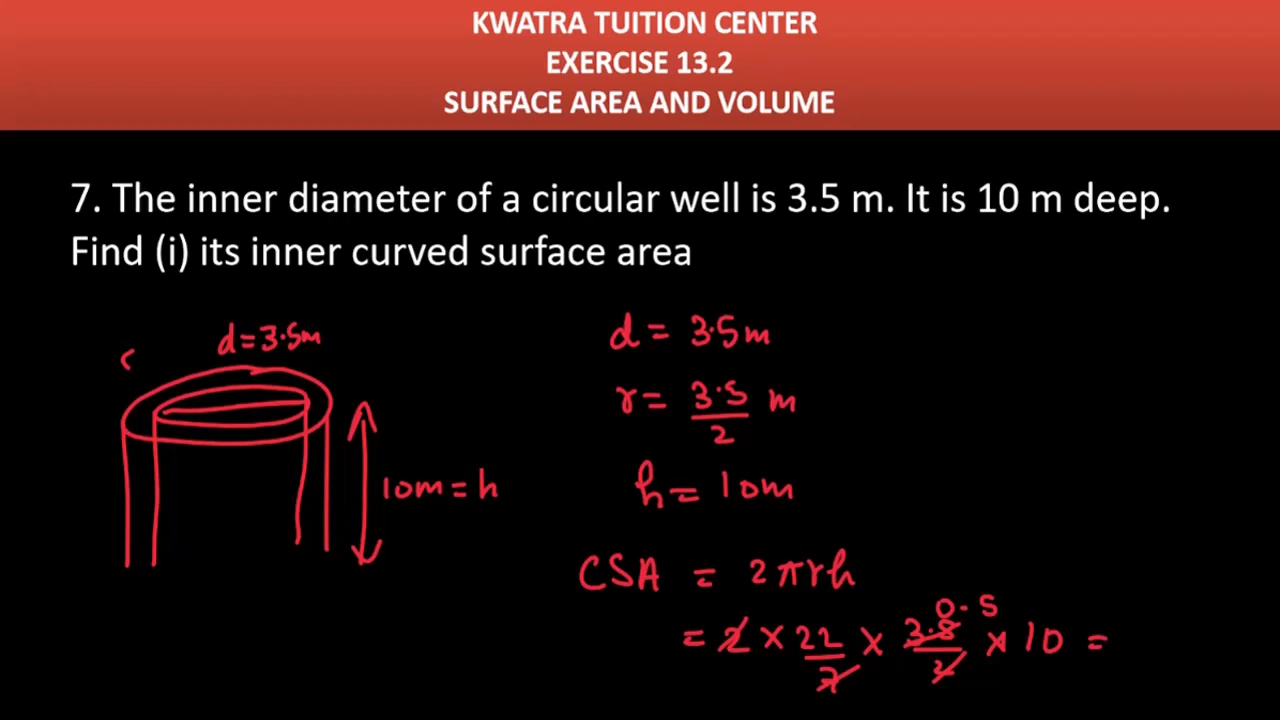 KWATRA TUITION CENTER
EXERCISE 13.2
SURFACE AREA AND VOLUME
7. The inner diameter of a circular well is 3.5 m. It is 10 m deep.
Find (i) its inner curved surface area
d=3.5m
10m=h
d = 3.5m
r = 3.5/2 m
h = 10m
CSA = 2πrh
= 2 × 22/7 × 3.5/2 × 10 =
0.5